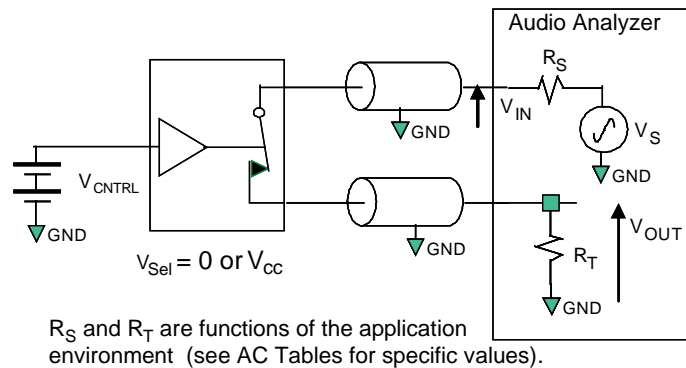 Audio Analyzer
R_S
V_IN
V_S
GND
GND
V_CNTRL
GND
V_Sel = 0 or V_cc
GND
R_T
V_OUT
GND
R_S and R_T are functions of the application
environment (see AC Tables for specific values).